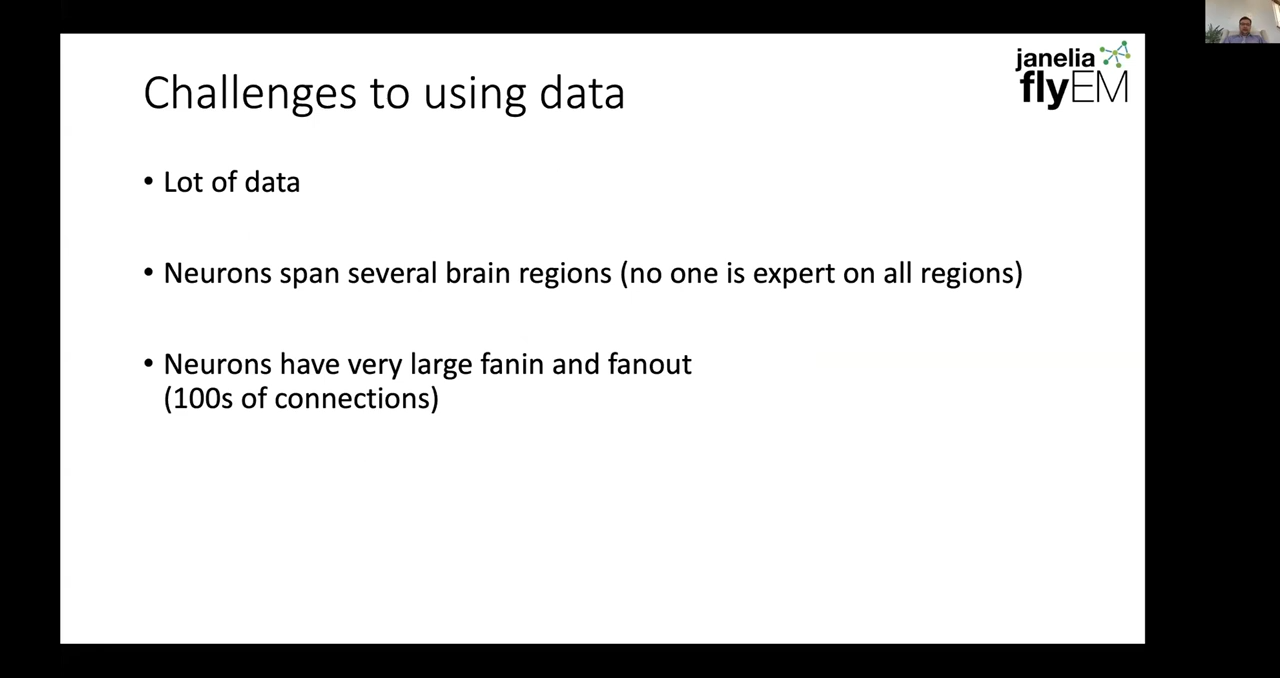 Challenges to using data
janelia
flyEM
• Lot of data
• Neurons span several brain regions (no one is expert on all regions)
• Neurons have very large fanin and fanout
(100s of connections)